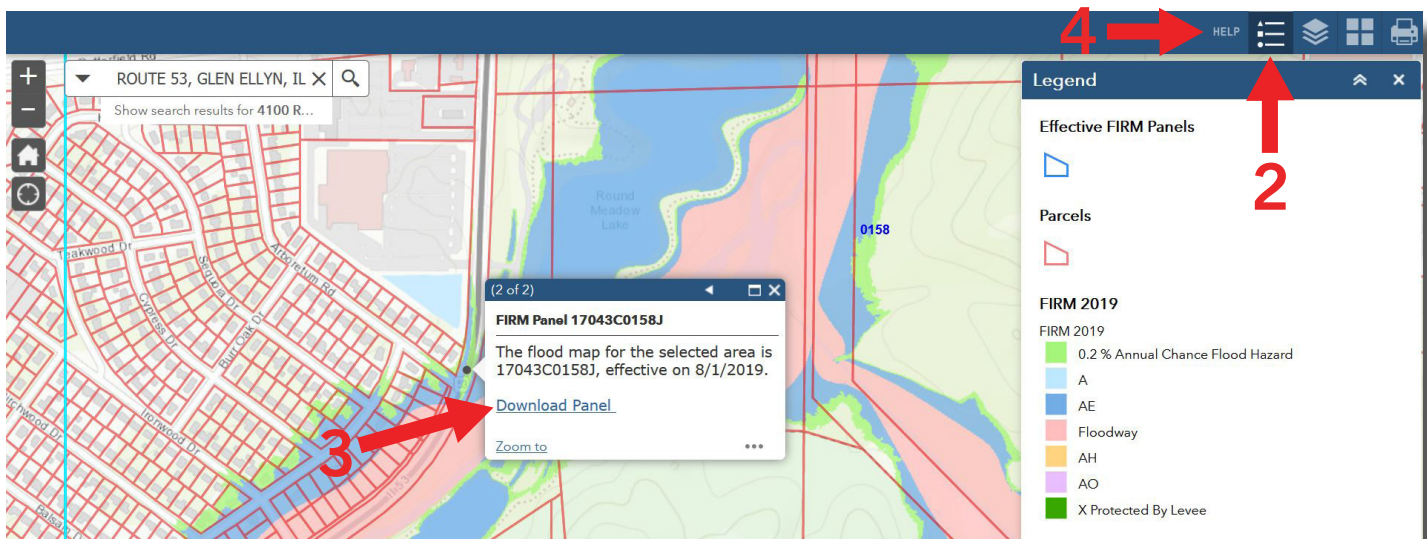 4
HELP
Butterfield Rd
ROUTE 53, GLEN ELLYN, IL
Show search results for 4100 R...
Legend
Effective FIRM Panels
2
Parcels
FIRM 2019
FIRM 2019
0.2 % Annual Chance Flood Hazard
A
AE
Floodway
AH
AO
X Protected By Levee
Round
Meadow
Lake
0158
Teakwood Dr
Sequoia Dr
Arboretum Rd
Cypress Dr
Burr Oak Dr
Ironwood Dr
Balsam
(2 of 2)
FIRM Panel 17043C0158J
The flood map for the selected area is
17043C0158J, effective on 8/1/2019.
Download Panel
Zoom to
3